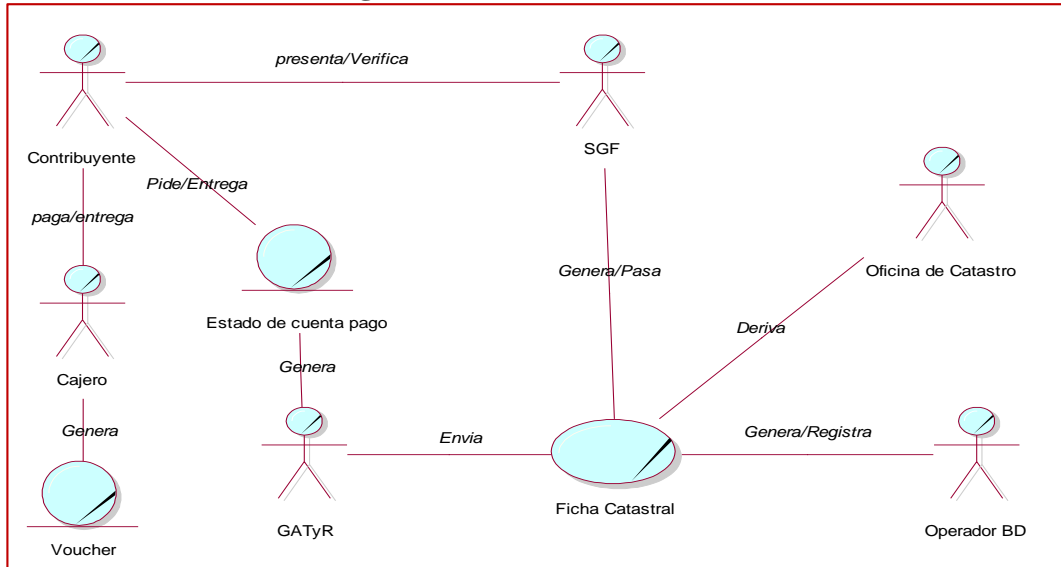 presenta/Verifica
Contribuyente
SGF
Pide/Entrega
paga/entrega
Genera/Pasa
Oficina de Catastro
Estado de cuenta pago
Deriva
Cajero
Genera
Genera
Envia
Genera/Registra
Voucher
GATyR
Ficha Catastral
Operador BD